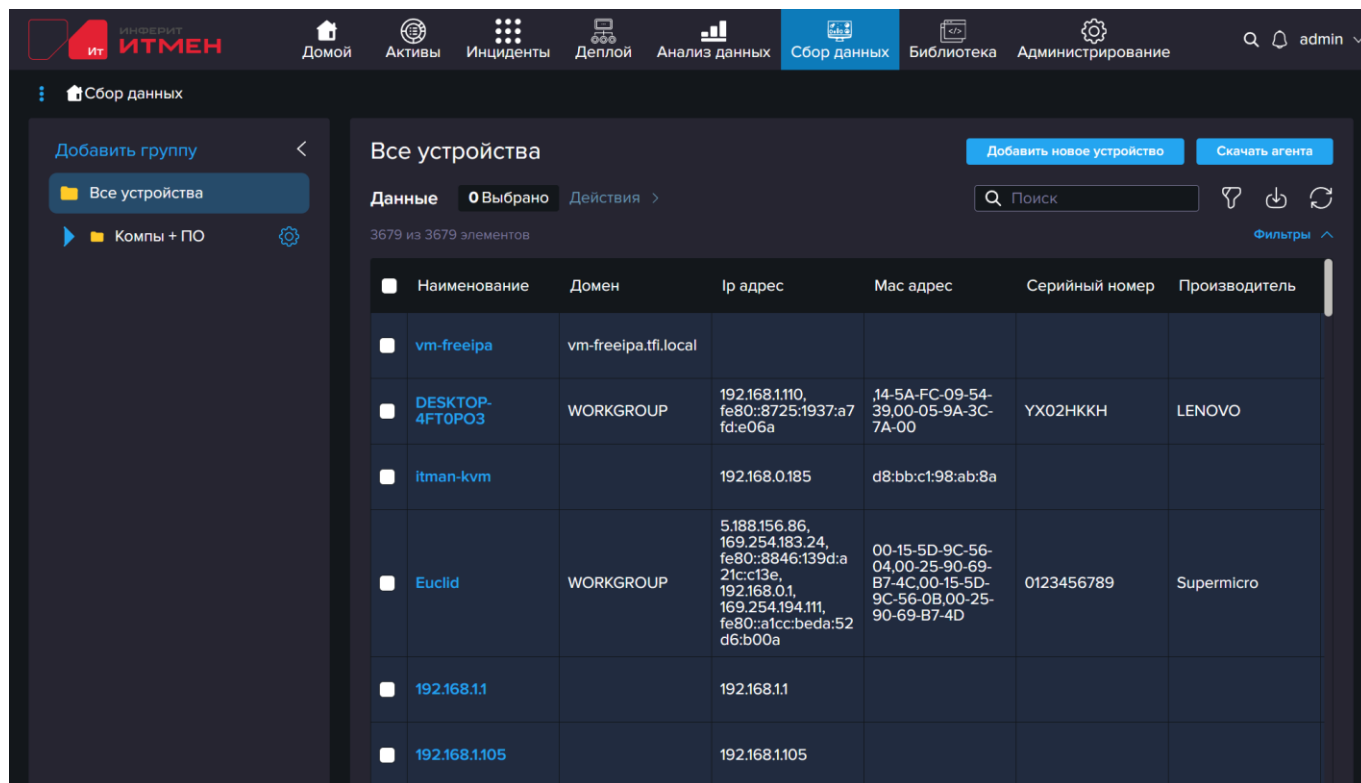 ИНФЕРИТ
ИТ ИТМЕН
Домой Активы Инциденты Деплой Анализ данных Сбор данных Библиотека Администрирование admin
Сбор данных
Добавить группу
Все устройства
Компы + ПО
Все устройства Добавить новое устройство Скачать агента
Данные 0 Выбрано Действия > Поиск
3679 из 3679 элементов Фильтры
Наименование Домен Ip адрес Mac адрес Серийный номер Производитель
vm-freeipa vm-freeipa.tfi.local
DESKTOP-
4FT0PO3
WORKGROUP
192.168.1.110,
fe80::8725:1937:a7
fd:e06a
,14-5A-FC-09-54-
39,00-05-9A-3C-
7A-00
YX02HKKH
LENOVO
itman-kvm 192.168.0.185 d8:bb:c1:98:ab:8a
Euclid
WORKGROUP
5.188.156.86,
169.254.183.24,
fe80::8846:139d:a
21c:c13e,
192.168.0.1,
169.254.194.111,
fe80::a1cc:beda:52
d6:b00a
00-15-5D-9C-56-
04,00-25-90-69-
B7-4C,00-15-5D-
9C-56-0B,00-25-
90-69-B7-4D
0123456789
Supermicro
192.168.1.1 192.168.1.1
192.168.1.105 192.168.1.105